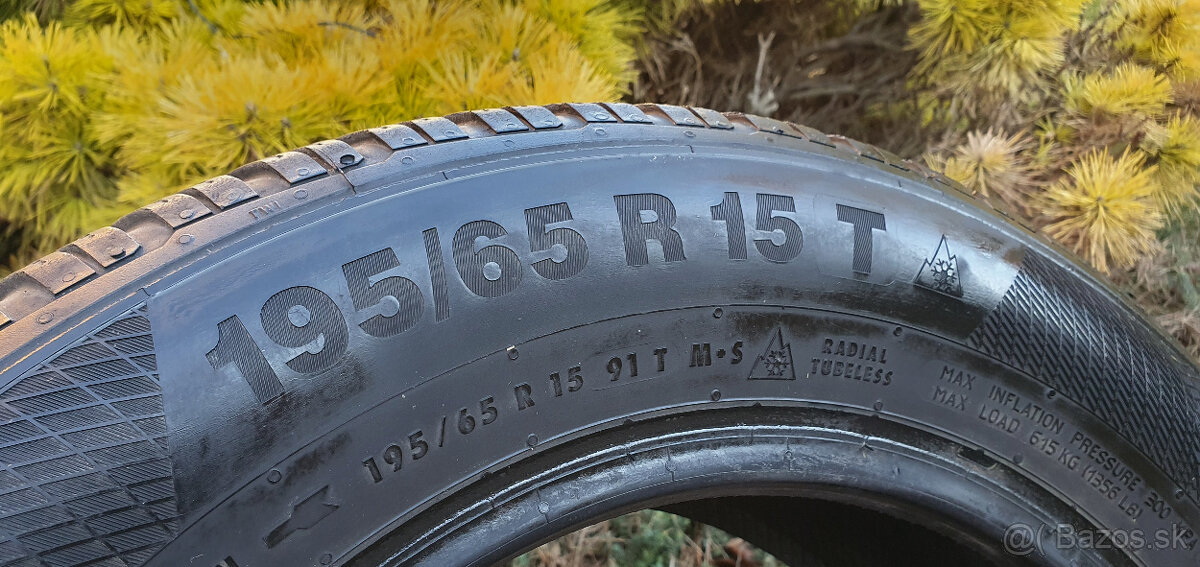 TWI
195/65 R 15 T
195/65 R 15 91 T M+S
RADIAL
TUBELESS
MAX INFLATION PRESSURE 300
MAX LOAD 615 KG (1356 LB)
@(Bazos.sk